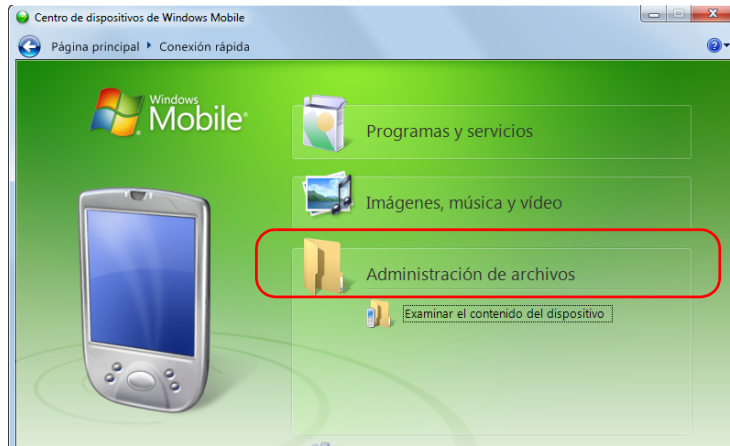 Centro de dispositivos de Windows Mobile
Página principal Conexión rápida
Windows
Mobile
Programas y servicios
Imágenes, música y vídeo
Administración de archivos
Examinar el contenido del dispositivo